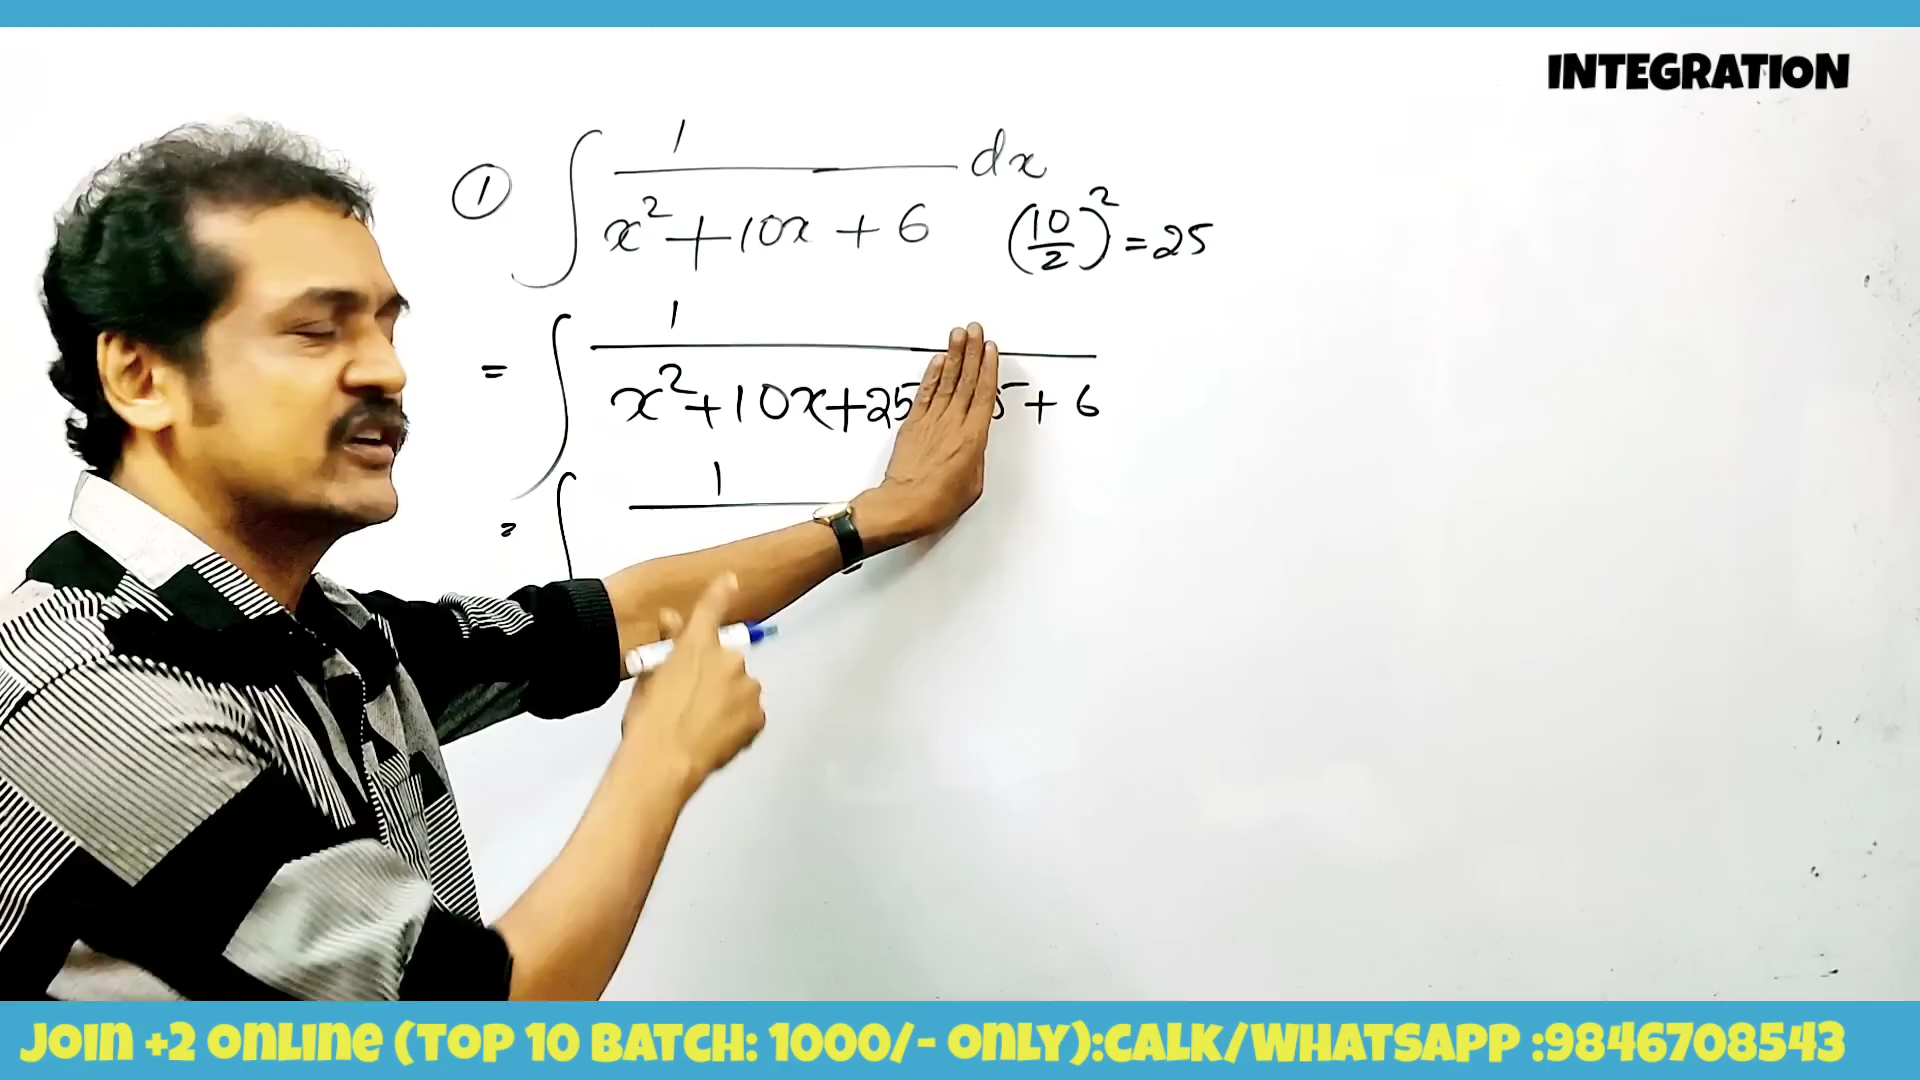 INTEGRATION
① ∫ 1/(x² + 10x + 6) dx
(10/2)² = 25
= ∫ 1/(x² + 10x + 25 5 + 6
= ∫ 1
JOIN +2 ONLINE (TOP 10 BATCH: 1000/- ONLY):CALK/WHATSAPP :9846708543